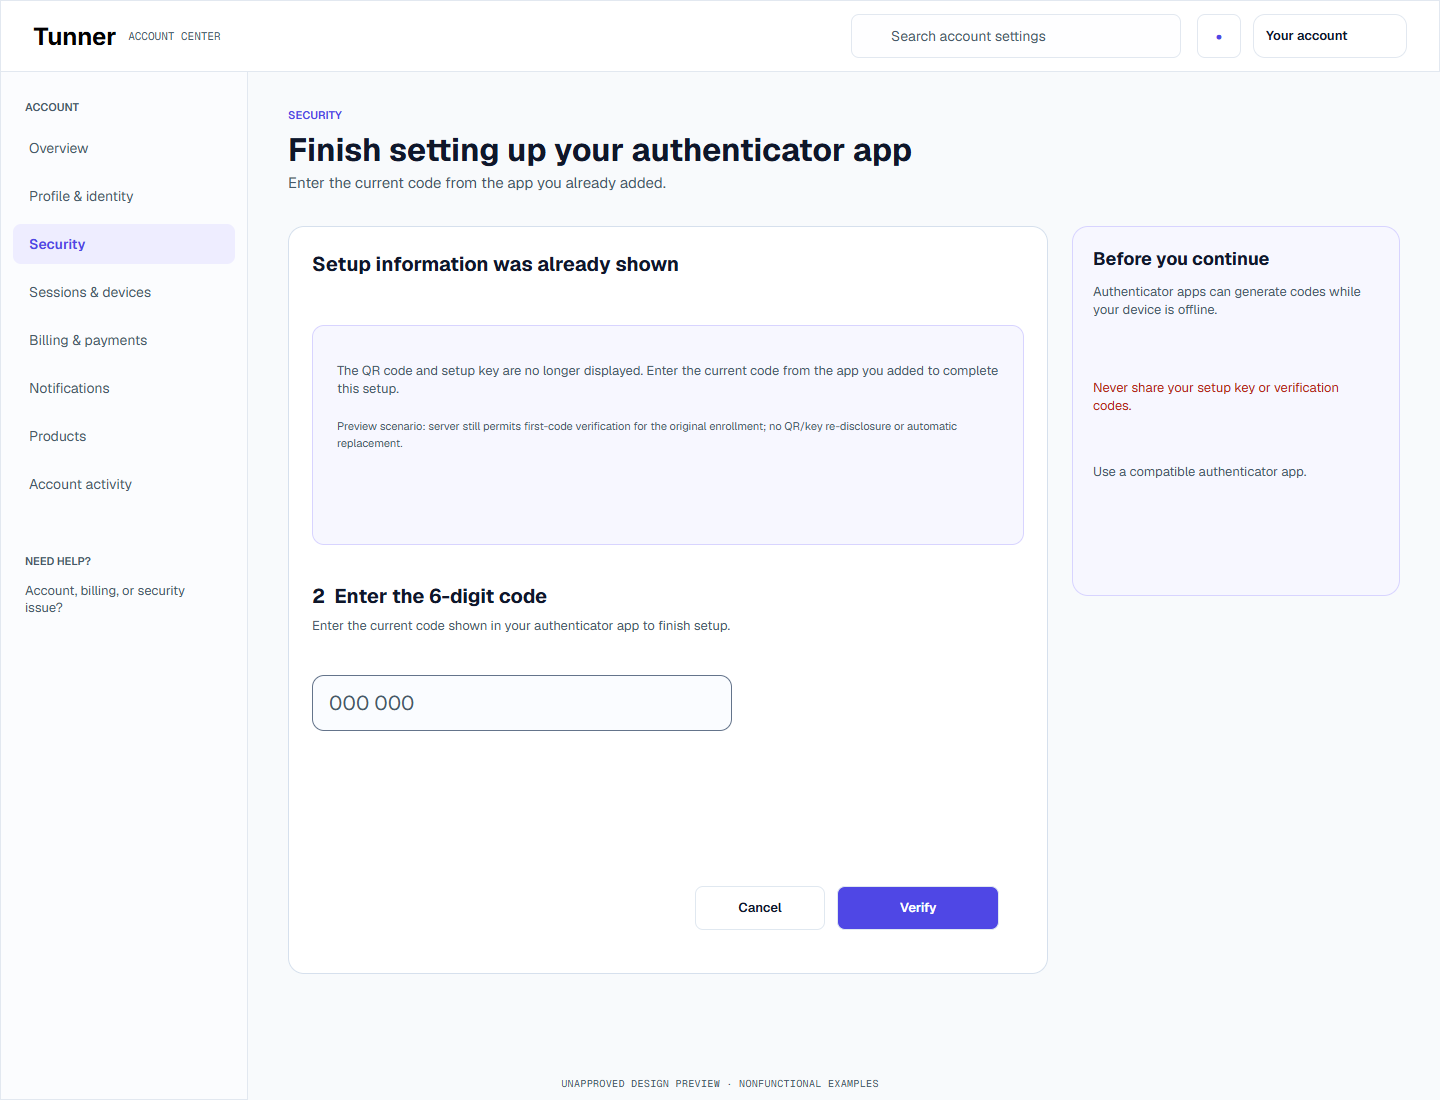 Tunner ACCOUNT CENTER
Search account settings
Your account
ACCOUNT
Overview
Profile & identity
Security
Sessions & devices
Billing & payments
Notifications
Products
Account activity
NEED HELP?
Account, billing, or security
issue?
SECURITY
Finish setting up your authenticator app
Enter the current code from the app you already added.
Setup information was already shown
The QR code and setup key are no longer displayed. Enter the current code from the app you added to complete
this setup.
Preview scenario: server still permits first-code verification for the original enrollment; no QR/key re-disclosure or automatic
replacement.
2 Enter the 6-digit code
Enter the current code shown in your authenticator app to finish setup.
000 000
Cancel
Verify
Before you continue
Authenticator apps can generate codes while
your device is offline.
Never share your setup key or verification
codes.
Use a compatible authenticator app.
UNAPPROVED DESIGN PREVIEW · NONFUNCTIONAL EXAMPLES